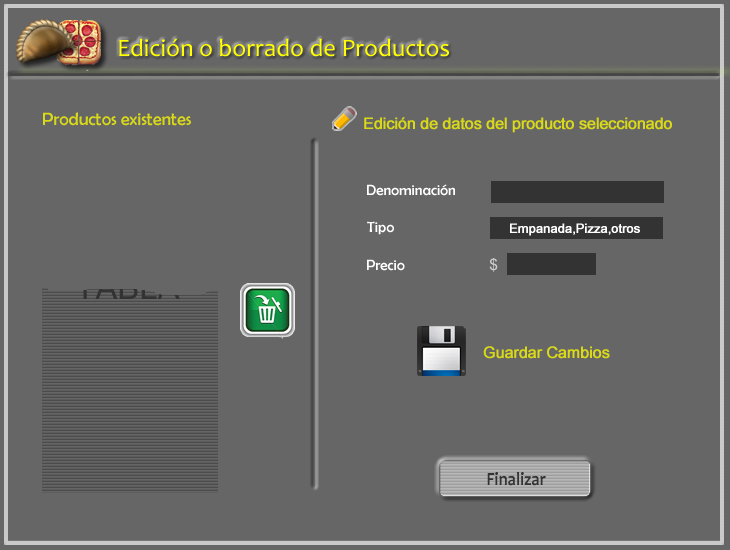 Edición o borrado de Productos
Productos existentes
Edición de datos del producto seleccionado
Denominación
Tipo
Empanada,Pizza,otros
Precio
$
Guardar Cambios
Finalizar